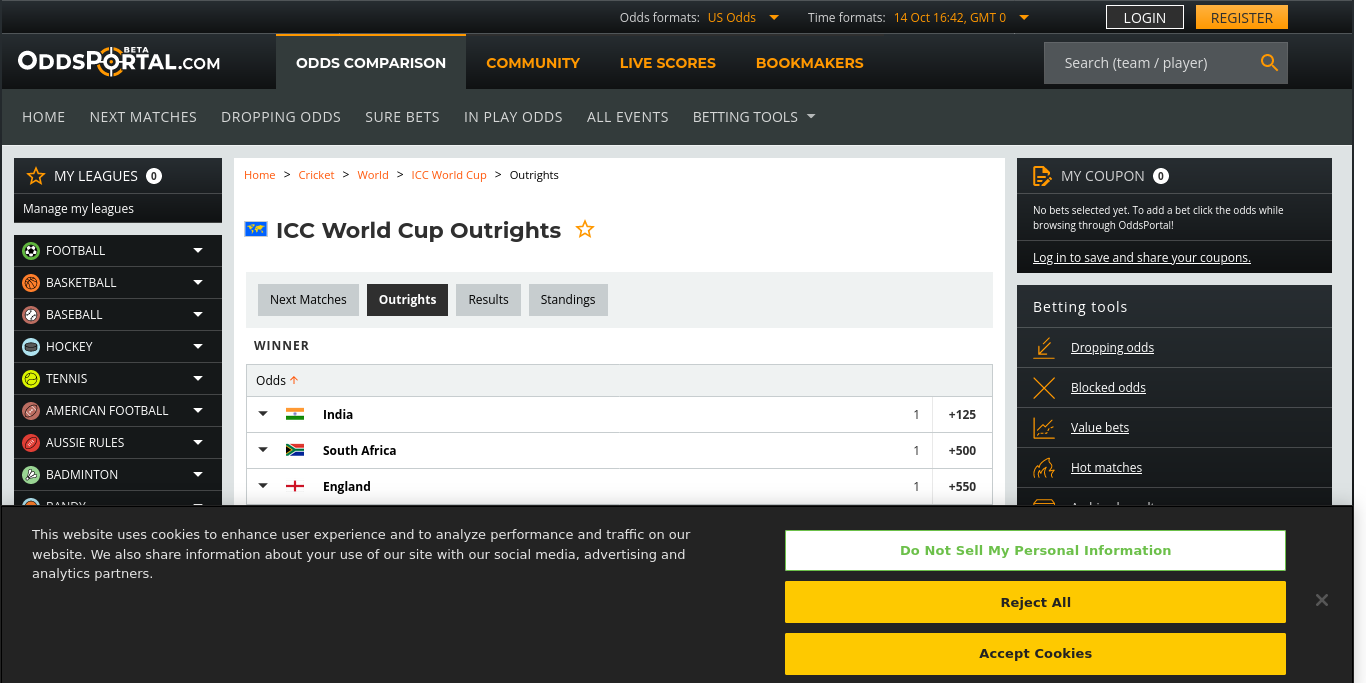 Odds formats: US Odds Time formats: 14 Oct 16:42, GMT 0 LOGIN REGISTER
ODDSPORTAL.COM BETA ODDS COMPARISON COMMUNITY LIVE SCORES BOOKMAKERS Search (team / player)
HOME NEXT MATCHES DROPPING ODDS SURE BETS IN PLAY ODDS ALL EVENTS BETTING TOOLS
MY LEAGUES 0
Manage my leagues
FOOTBALL
BASKETBALL
BASEBALL
HOCKEY
TENNIS
AMERICAN FOOTBALL
AUSSIE RULES
BADMINTON
Home > Cricket > World > ICC World Cup > Outrights
ICC World Cup Outrights
Next Matches Outrights Results Standings
WINNER
Odds
India 1 +125
South Africa 1 +500
England 1 +550
MY COUPON 0
No bets selected yet. To add a bet click the odds while
browsing through OddsPortal!
Log in to save and share your coupons.
Betting tools
Dropping odds
Blocked odds
Value bets
Hot matches
This website uses cookies to enhance user experience and to analyze performance and traffic on our
website. We also share information about your use of our site with our social media, advertising and
analytics partners.
Do Not Sell My Personal Information
Reject All
Accept Cookies